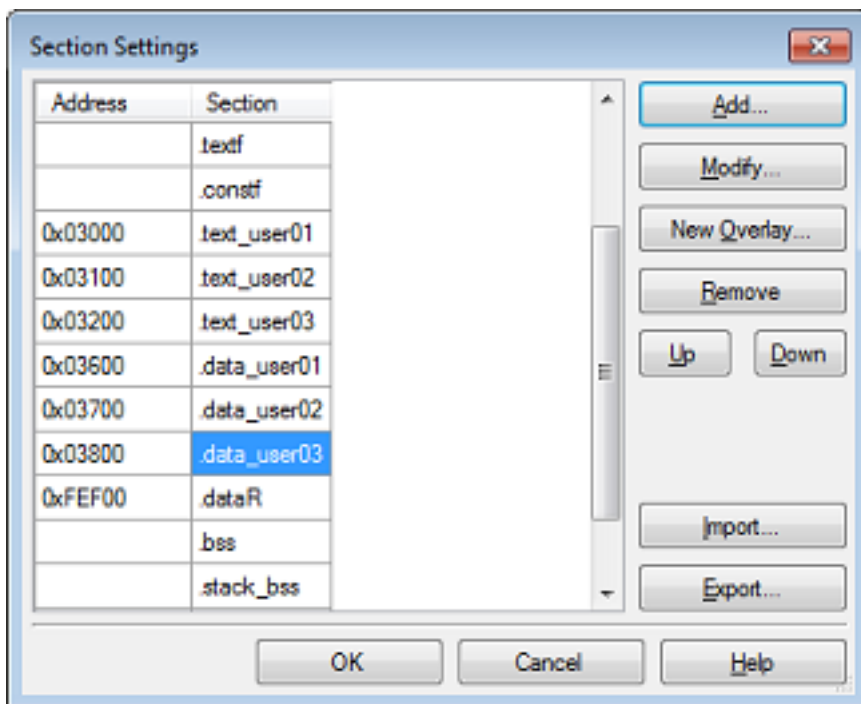 Section Settings
Address Section
.textf
.constf
0x03000 .text_user01
0x03100 .text_user02
0x03200 .text_user03
0x03600 .data_user01
0x03700 .data_user02
0x03800 .data_user03
0xFEF00 .dataR
.bss
.stack_bss
Add...
Modify...
New Overlay...
Remove
Up Down
Import...
Export...
OK Cancel Help